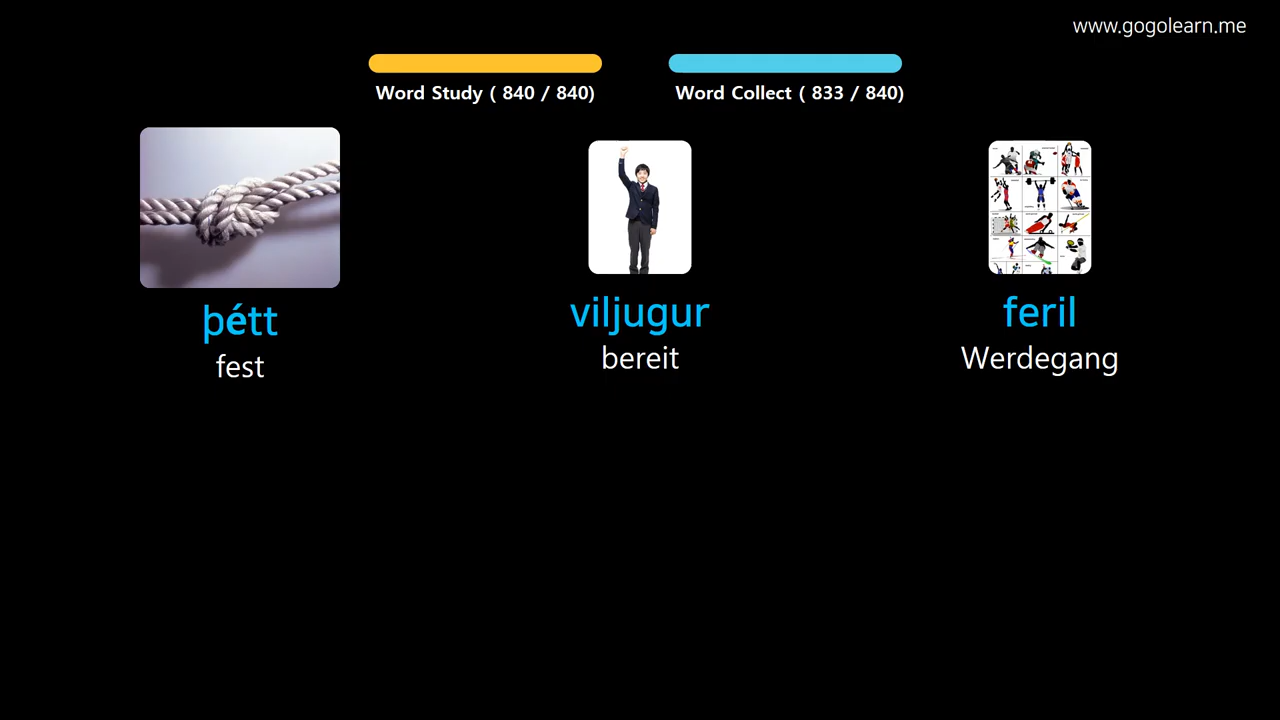 www.gogolearn.me
Word Study ( 840 / 840)
Word Collect ( 833 / 840)
þétt
fest
viljugur
bereit
feril
Werdegang